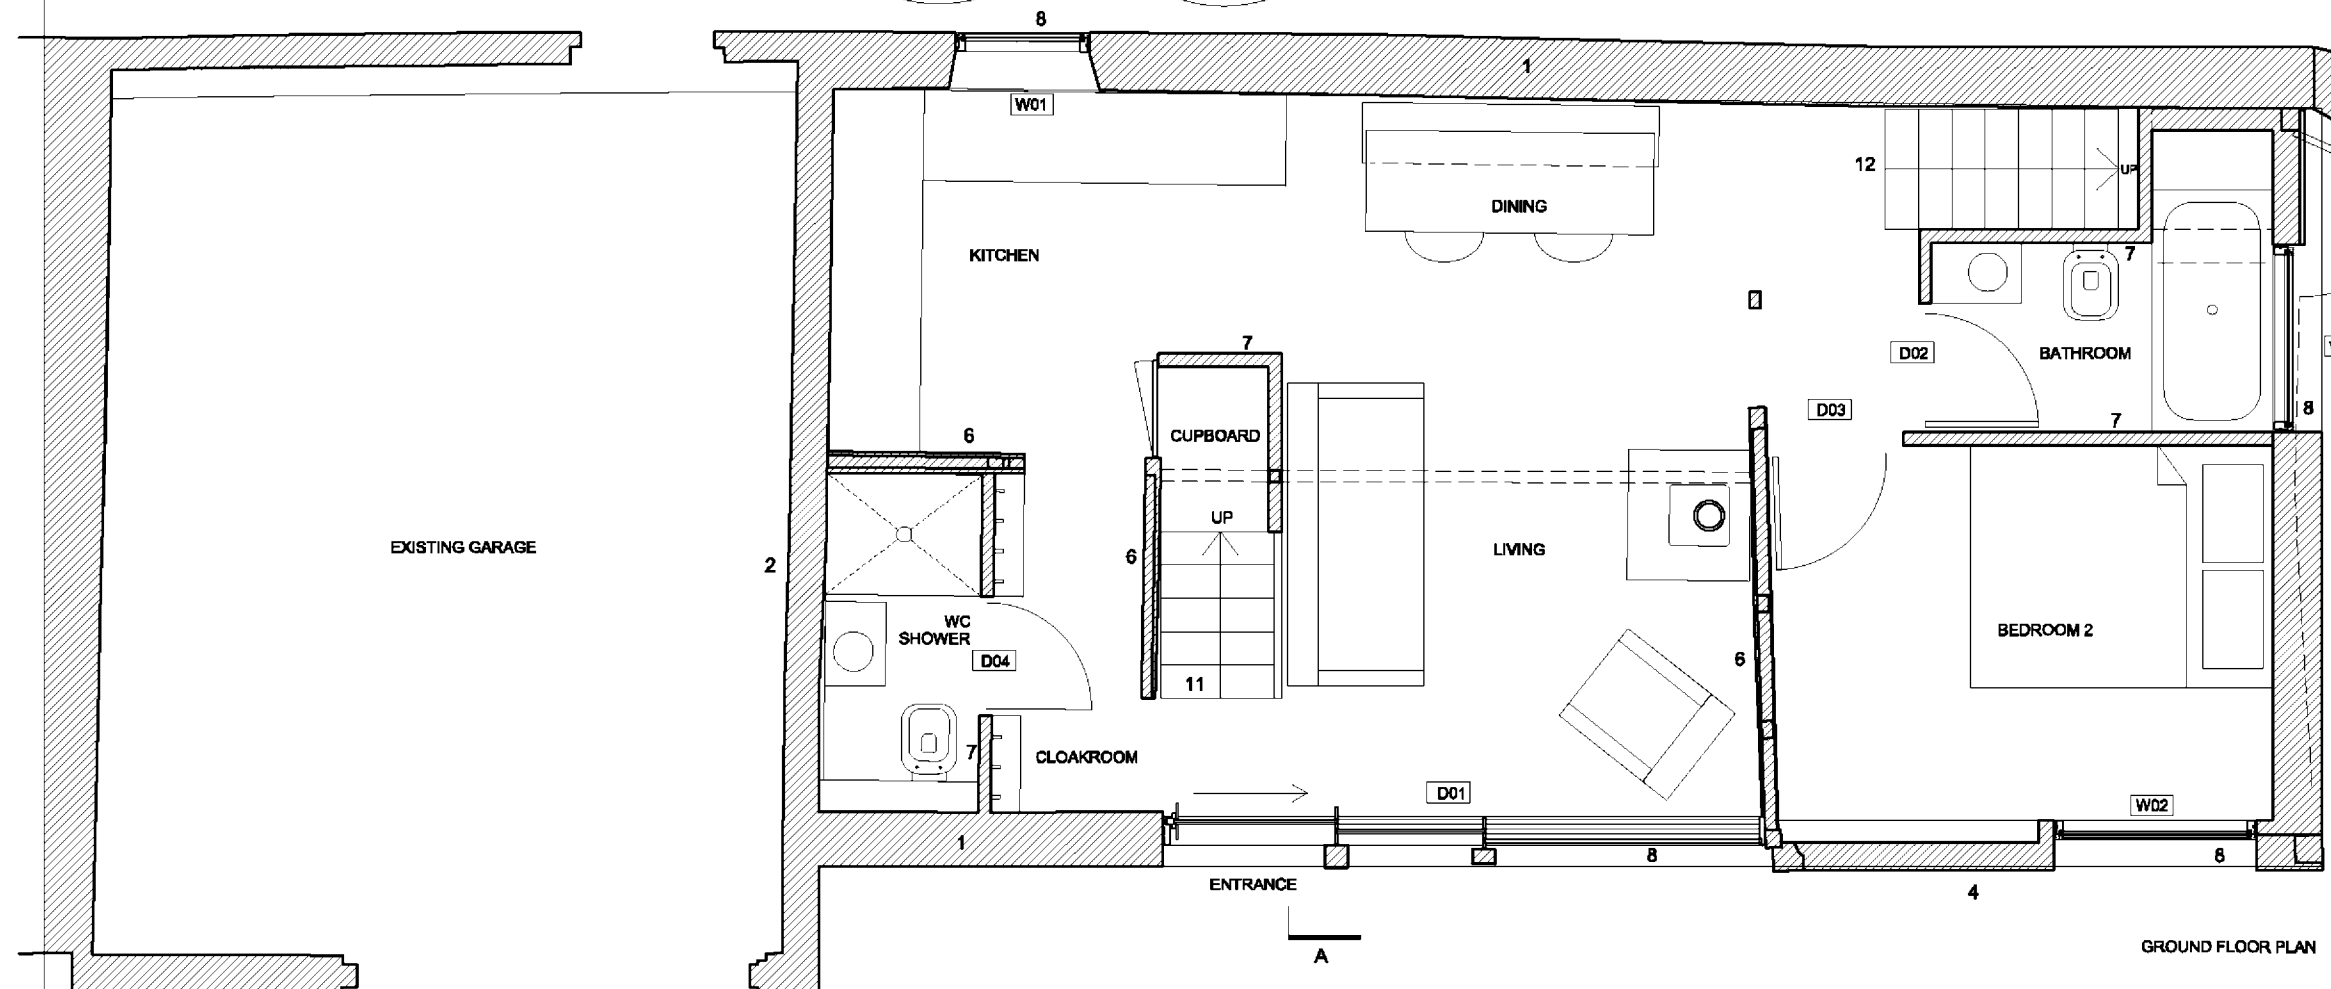 8
1
W01
12
UP
DINING
KITCHEN
7
7
D02
BATHROOM
D03
8
7
6
CUPBOARD
UP
EXISTING GARAGE
2
6
LIVING
WC
SHOWER
D04
BEDROOM 2
6
11
7
CLOAKROOM
D01
W02
1
8
8
ENTRANCE
4
A
GROUND FLOOR PLAN